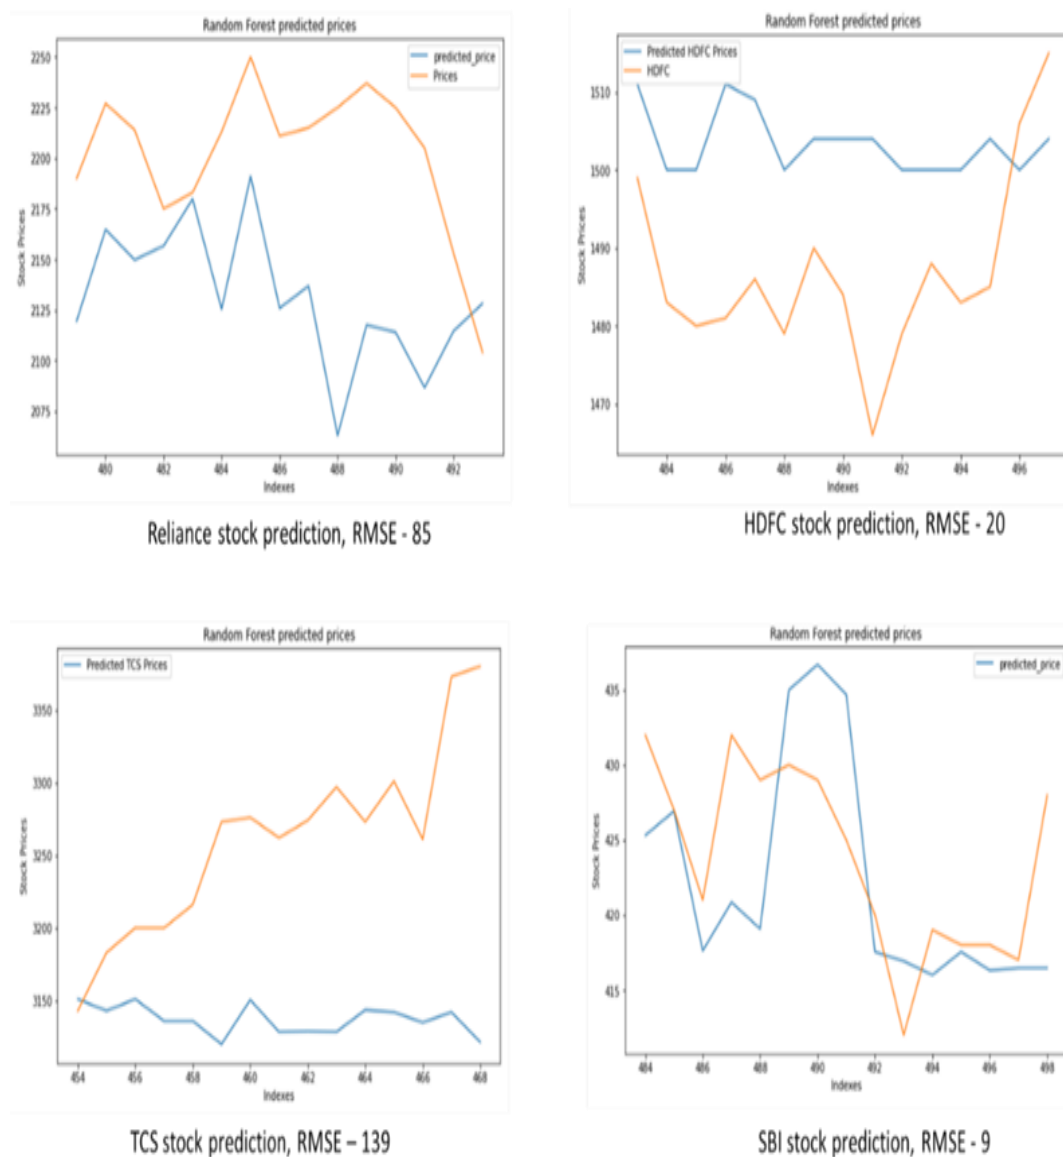 Random Forest predicted prices
predicted_price
Prices
2250
2225
2200
2175
2150
2125
2100
2075
Stock Prices
480 482 484 486 488 490 492
Indexes
Reliance stock prediction, RMSE - 85
Random Forest predicted prices
Predicted HDFC Prices
HDFC
1510
1500
1490
1480
1470
Stock Prices
484 486 488 490 492 494 496
Indexes
HDFC stock prediction, RMSE - 20
Random Forest predicted prices
Predicted TCS Prices
3350
3300
3250
3200
3150
Stock Prices
454 456 458 460 462 464 466 468
Indexes
TCS stock prediction, RMSE – 139
Random Forest predicted prices
predicted_price
435
430
425
420
415
Stock Prices
484 486 488 490 492 494 496 498
Indexes
SBI stock prediction, RMSE - 9